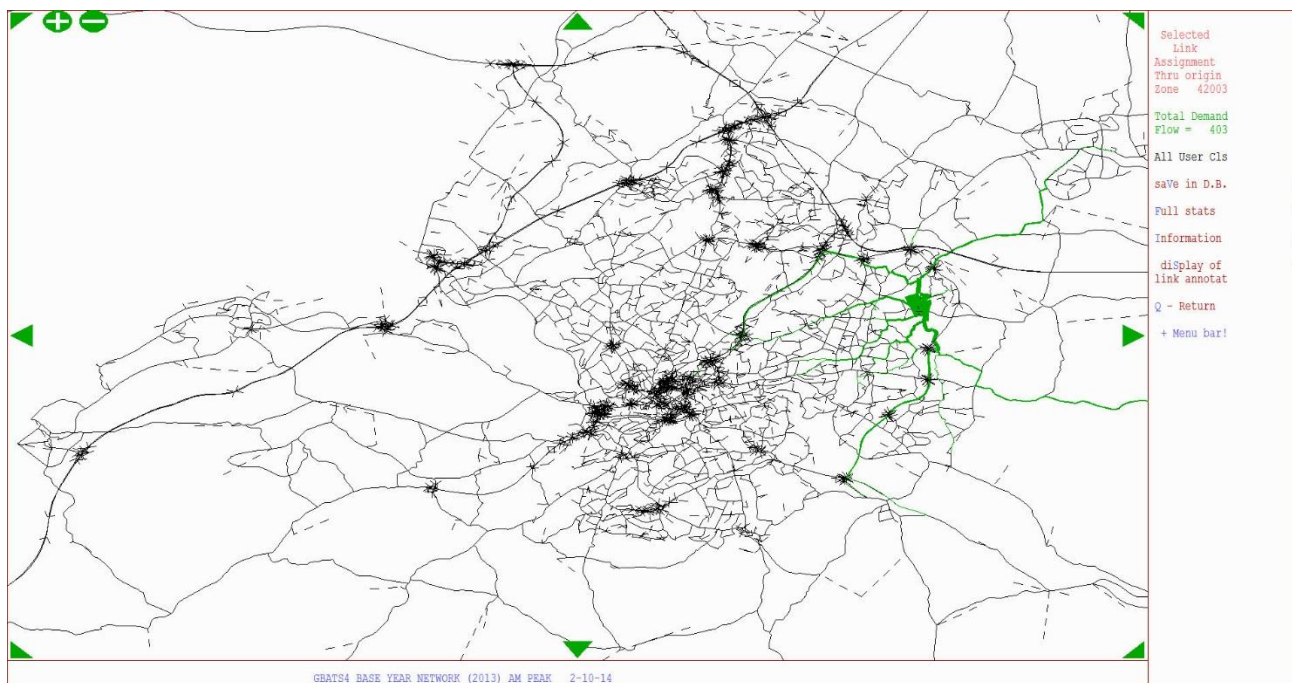 Selected
Link
Assignment
Thru origin
Zone 42003
Total Demand
Flow = 403
All User Cls
saVe in D.B.
Full stats
Information
diSplay of
link annotat
Q - Return
+ Menu bar!
GBATS4 BASE YEAR NETWORK (2013) AM PEAK 2-10-14